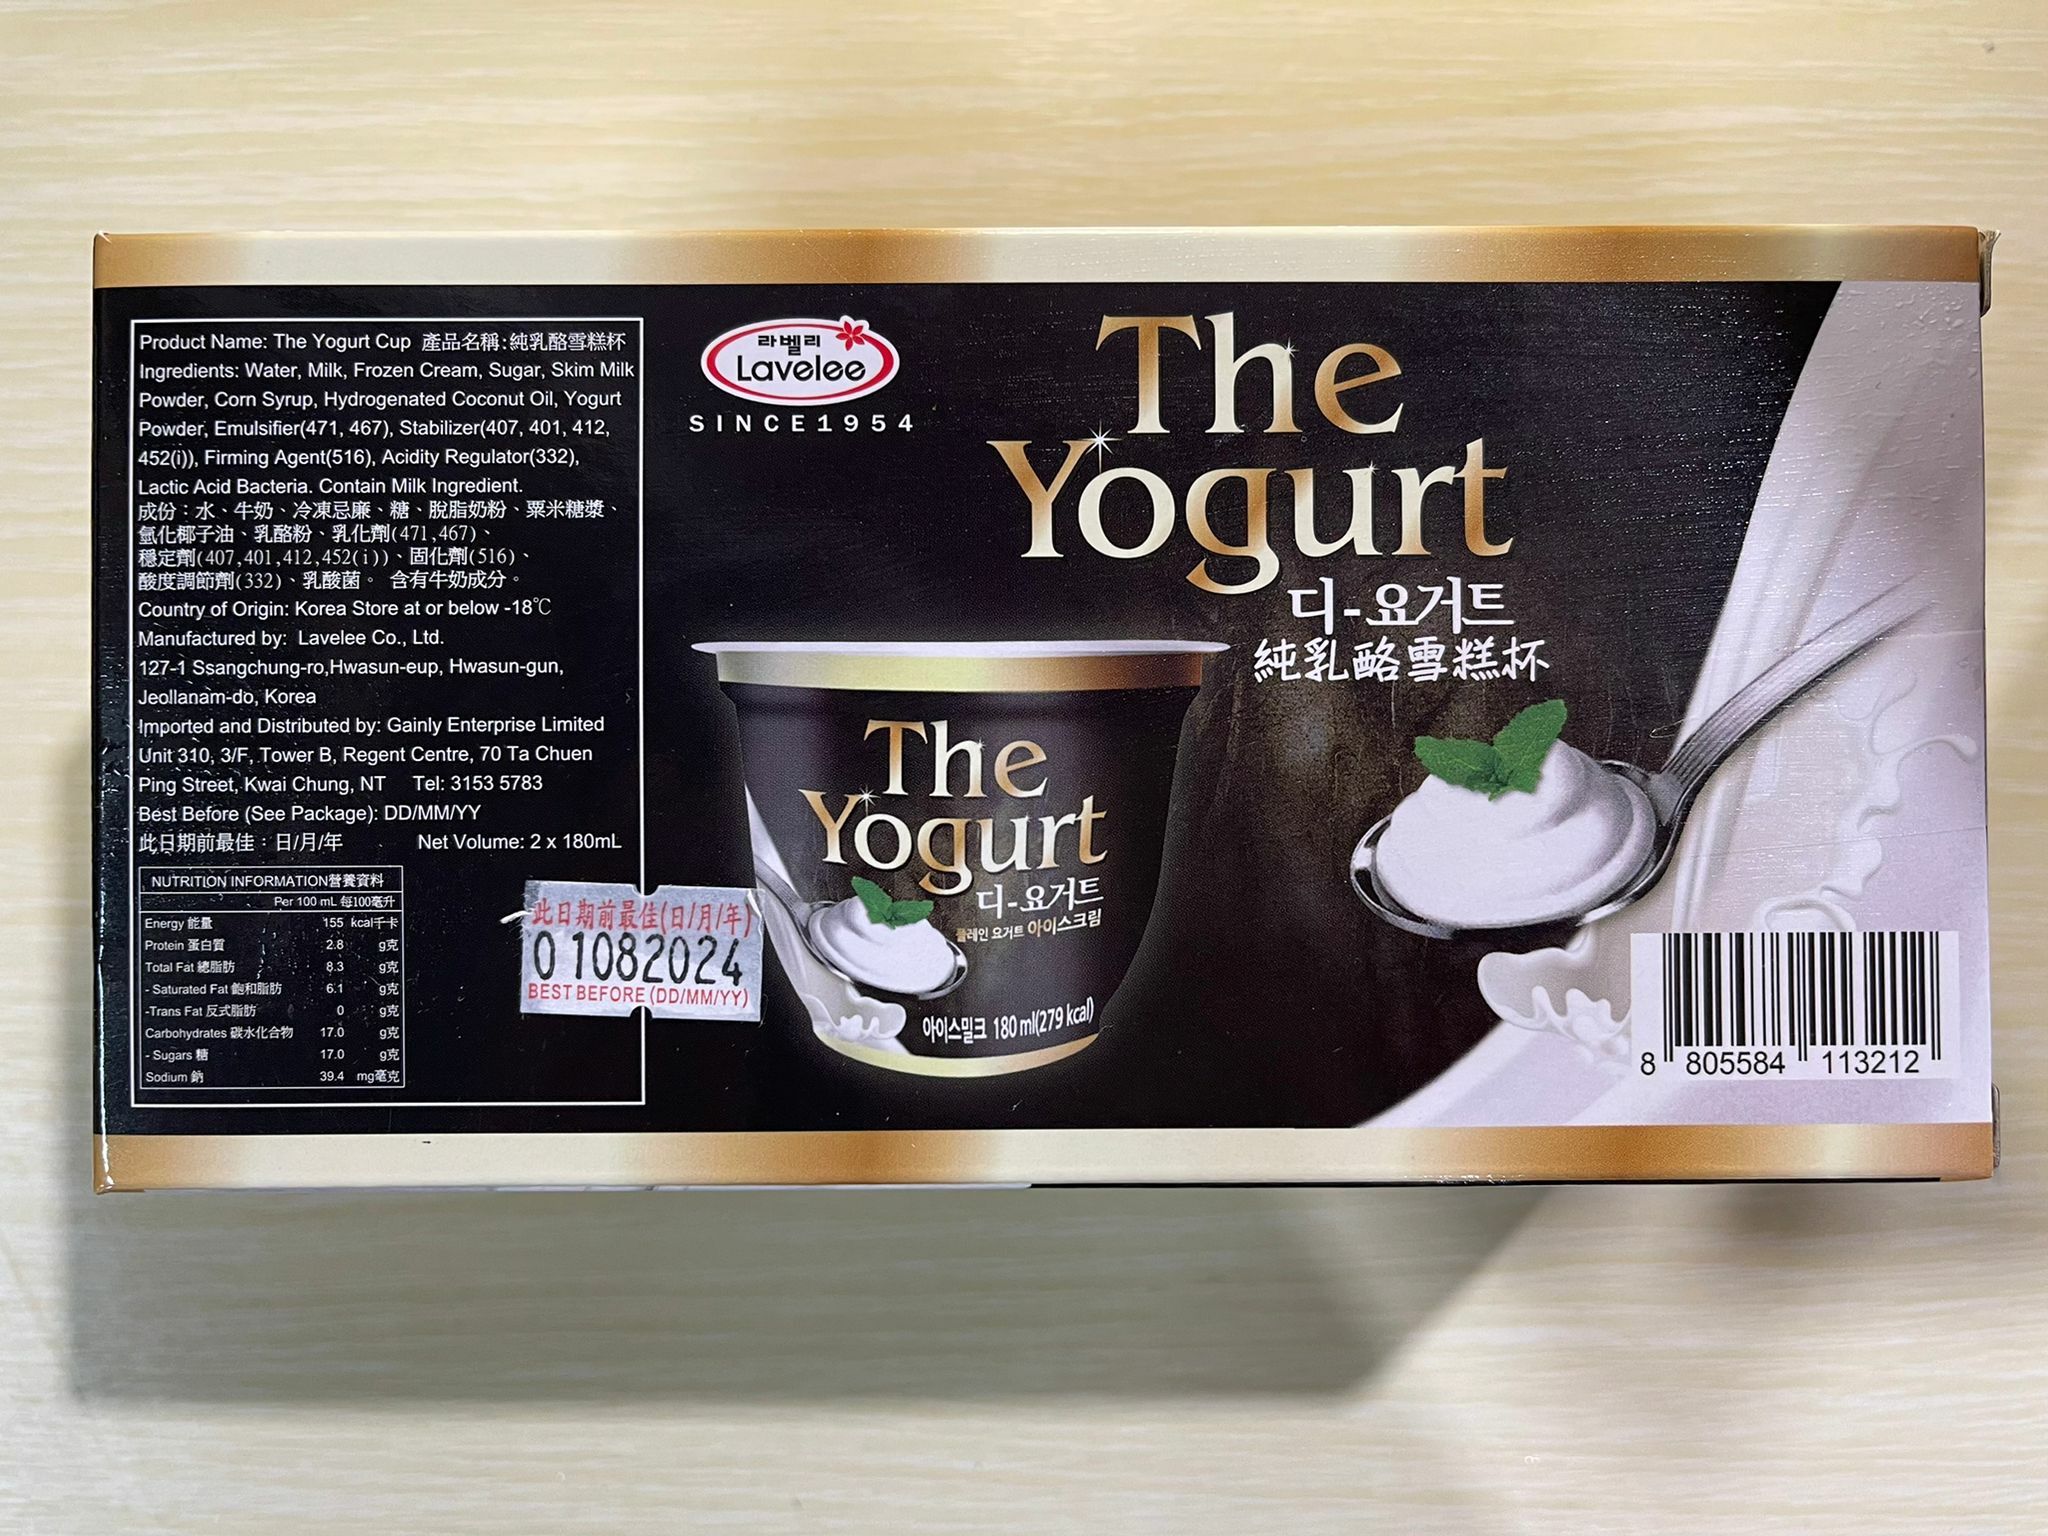 Product Name: The Yogurt Cup 產品名稱:純乳酪雪糕杯
Ingredients: Water, Milk, Frozen Cream, Sugar, Skim Milk
Powder, Corn Syrup, Hydrogenated Coconut Oil, Yogurt
Powder, Emulsifier(471, 467), Stabilizer(407, 401, 412,
452(i)), Firming Agent(516), Acidity Regulator(332),
Lactic Acid Bacteria. Contain Milk Ingredient.
成份：水、牛奶、冷凍忌廉、糖、脫脂奶粉、粟米糖漿、
氫化椰子油、乳酪粉、乳化劑(471,467)、
穩定劑(407,401,412,452(i))、固化劑(516)、
酸度調節劑(332)、乳酸菌。 含有牛奶成分。
Country of Origin: Korea Store at or below -18℃
Manufactured by: Lavelee Co., Ltd.
127-1 Ssangchung-ro,Hwasun-eup, Hwasun-gun,
Jeollanam-do, Korea
Imported and Distributed by: Gainly Enterprise Limited
Unit 310, 3/F, Tower B, Regent Centre, 70 Ta Chuen
Ping Street, Kwai Chung, NT Tel: 3153 5783
Best Before (See Package): DD/MM/YY
此日期前最佳：日/月/年 Net Volume: 2 x 180mL
NUTRITION INFORMATION營養資料
Per 100 mL 每100毫升
Energy 能量 155 kcal千卡
Protein 蛋白質 2.8 g克
Total Fat 總脂肪 8.3 g克
- Saturated Fat 飽和脂肪 6.1 g克
-Trans Fat 反式脂肪 0 g克
Carbohydrates 碳水化合物 17.0 g克
- Sugars 糖 17.0 g克
Sodium 鈉 39.4 mg毫克
此日期前最佳(日/月/年)
01082024
BEST BEFORE (DD/MM/YY)
라벨리
Lavelee
SINCE1954
The
Yogurt
디-요거트
純乳酪雪糕杯
The
Yogurt
디-요거트
플레인 요거트 아이스크림
아이스밀크 180 ml(279 kcal)
8 805584 113212